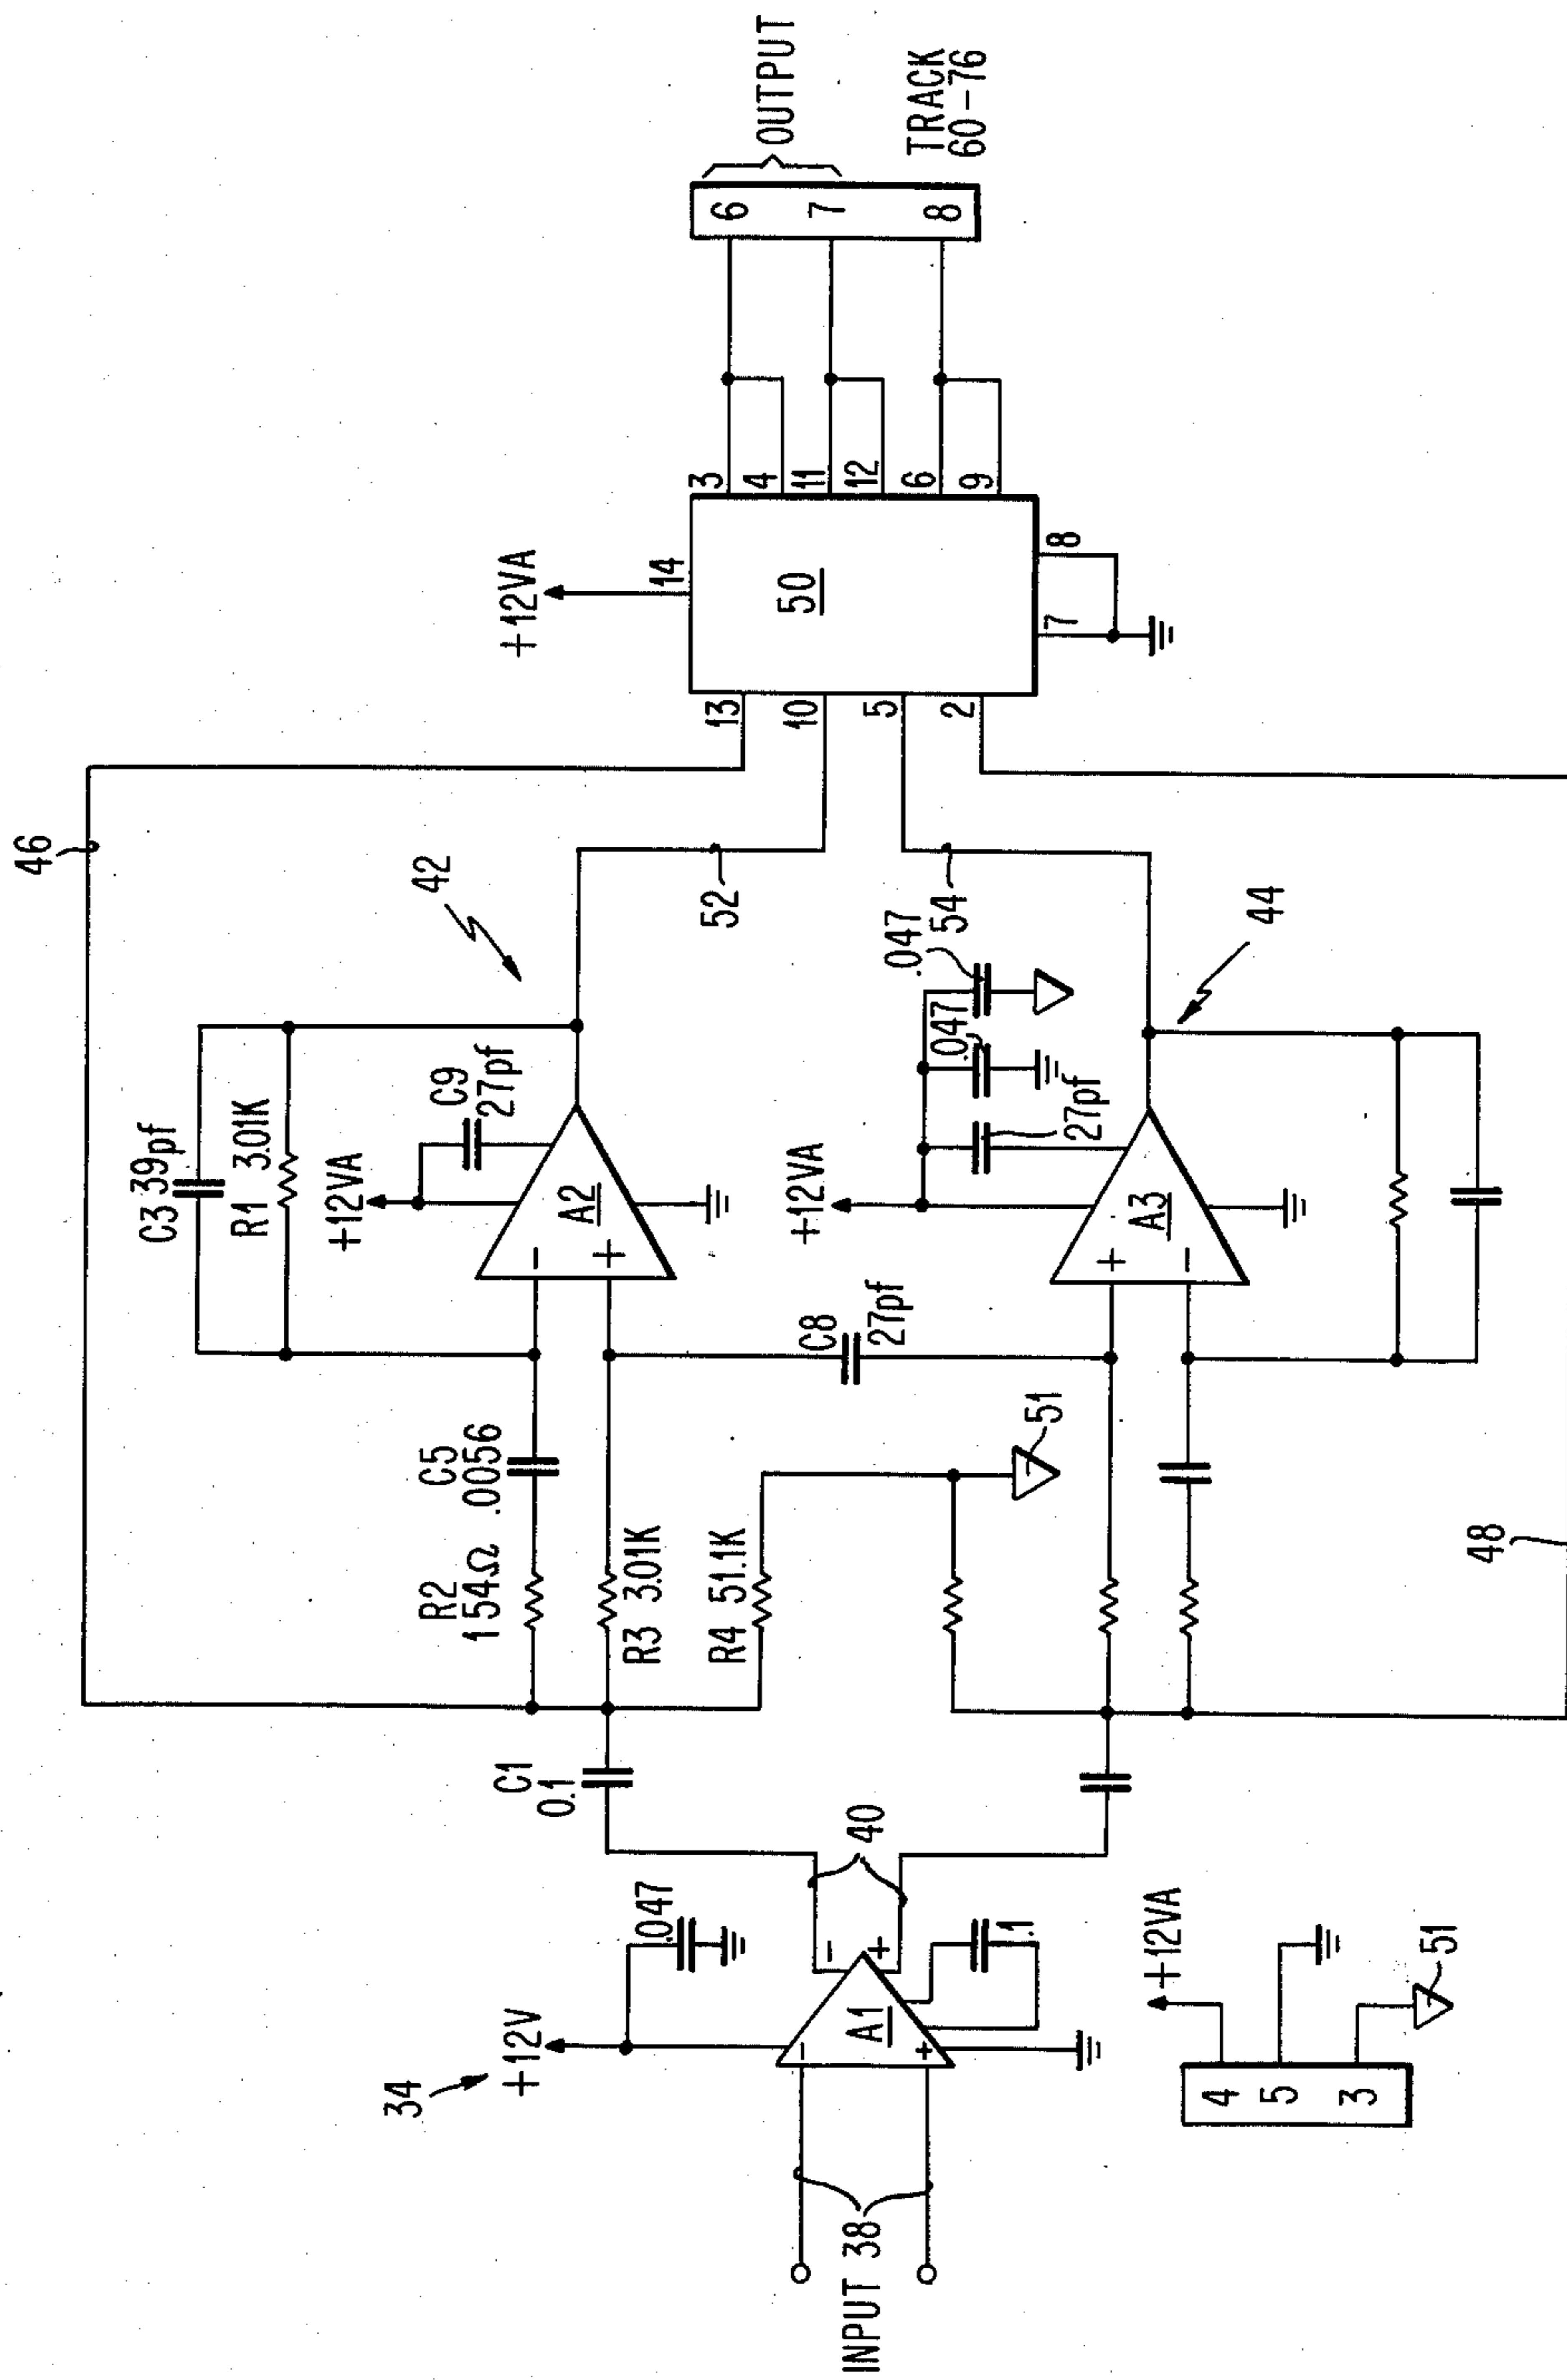 46
C3 39pf
R1 3.01K
42
+12VA
C9
27pf
A2
R2
154Ω
C5
.0056
R3 3.01K
52
C1
0.1
R4 51.1K
C8
27pf
51
34
+12V
.047
40
A1
.1
INPUT 38
+12VA
.047
.047
27pf
54
A3
44
48
+12VA
4
5
3
51
+12VA
14
50
13
10
5
2
3
4
11
12
6
9
7
8
6
7
8
OUTPUT
TRACK
60-76